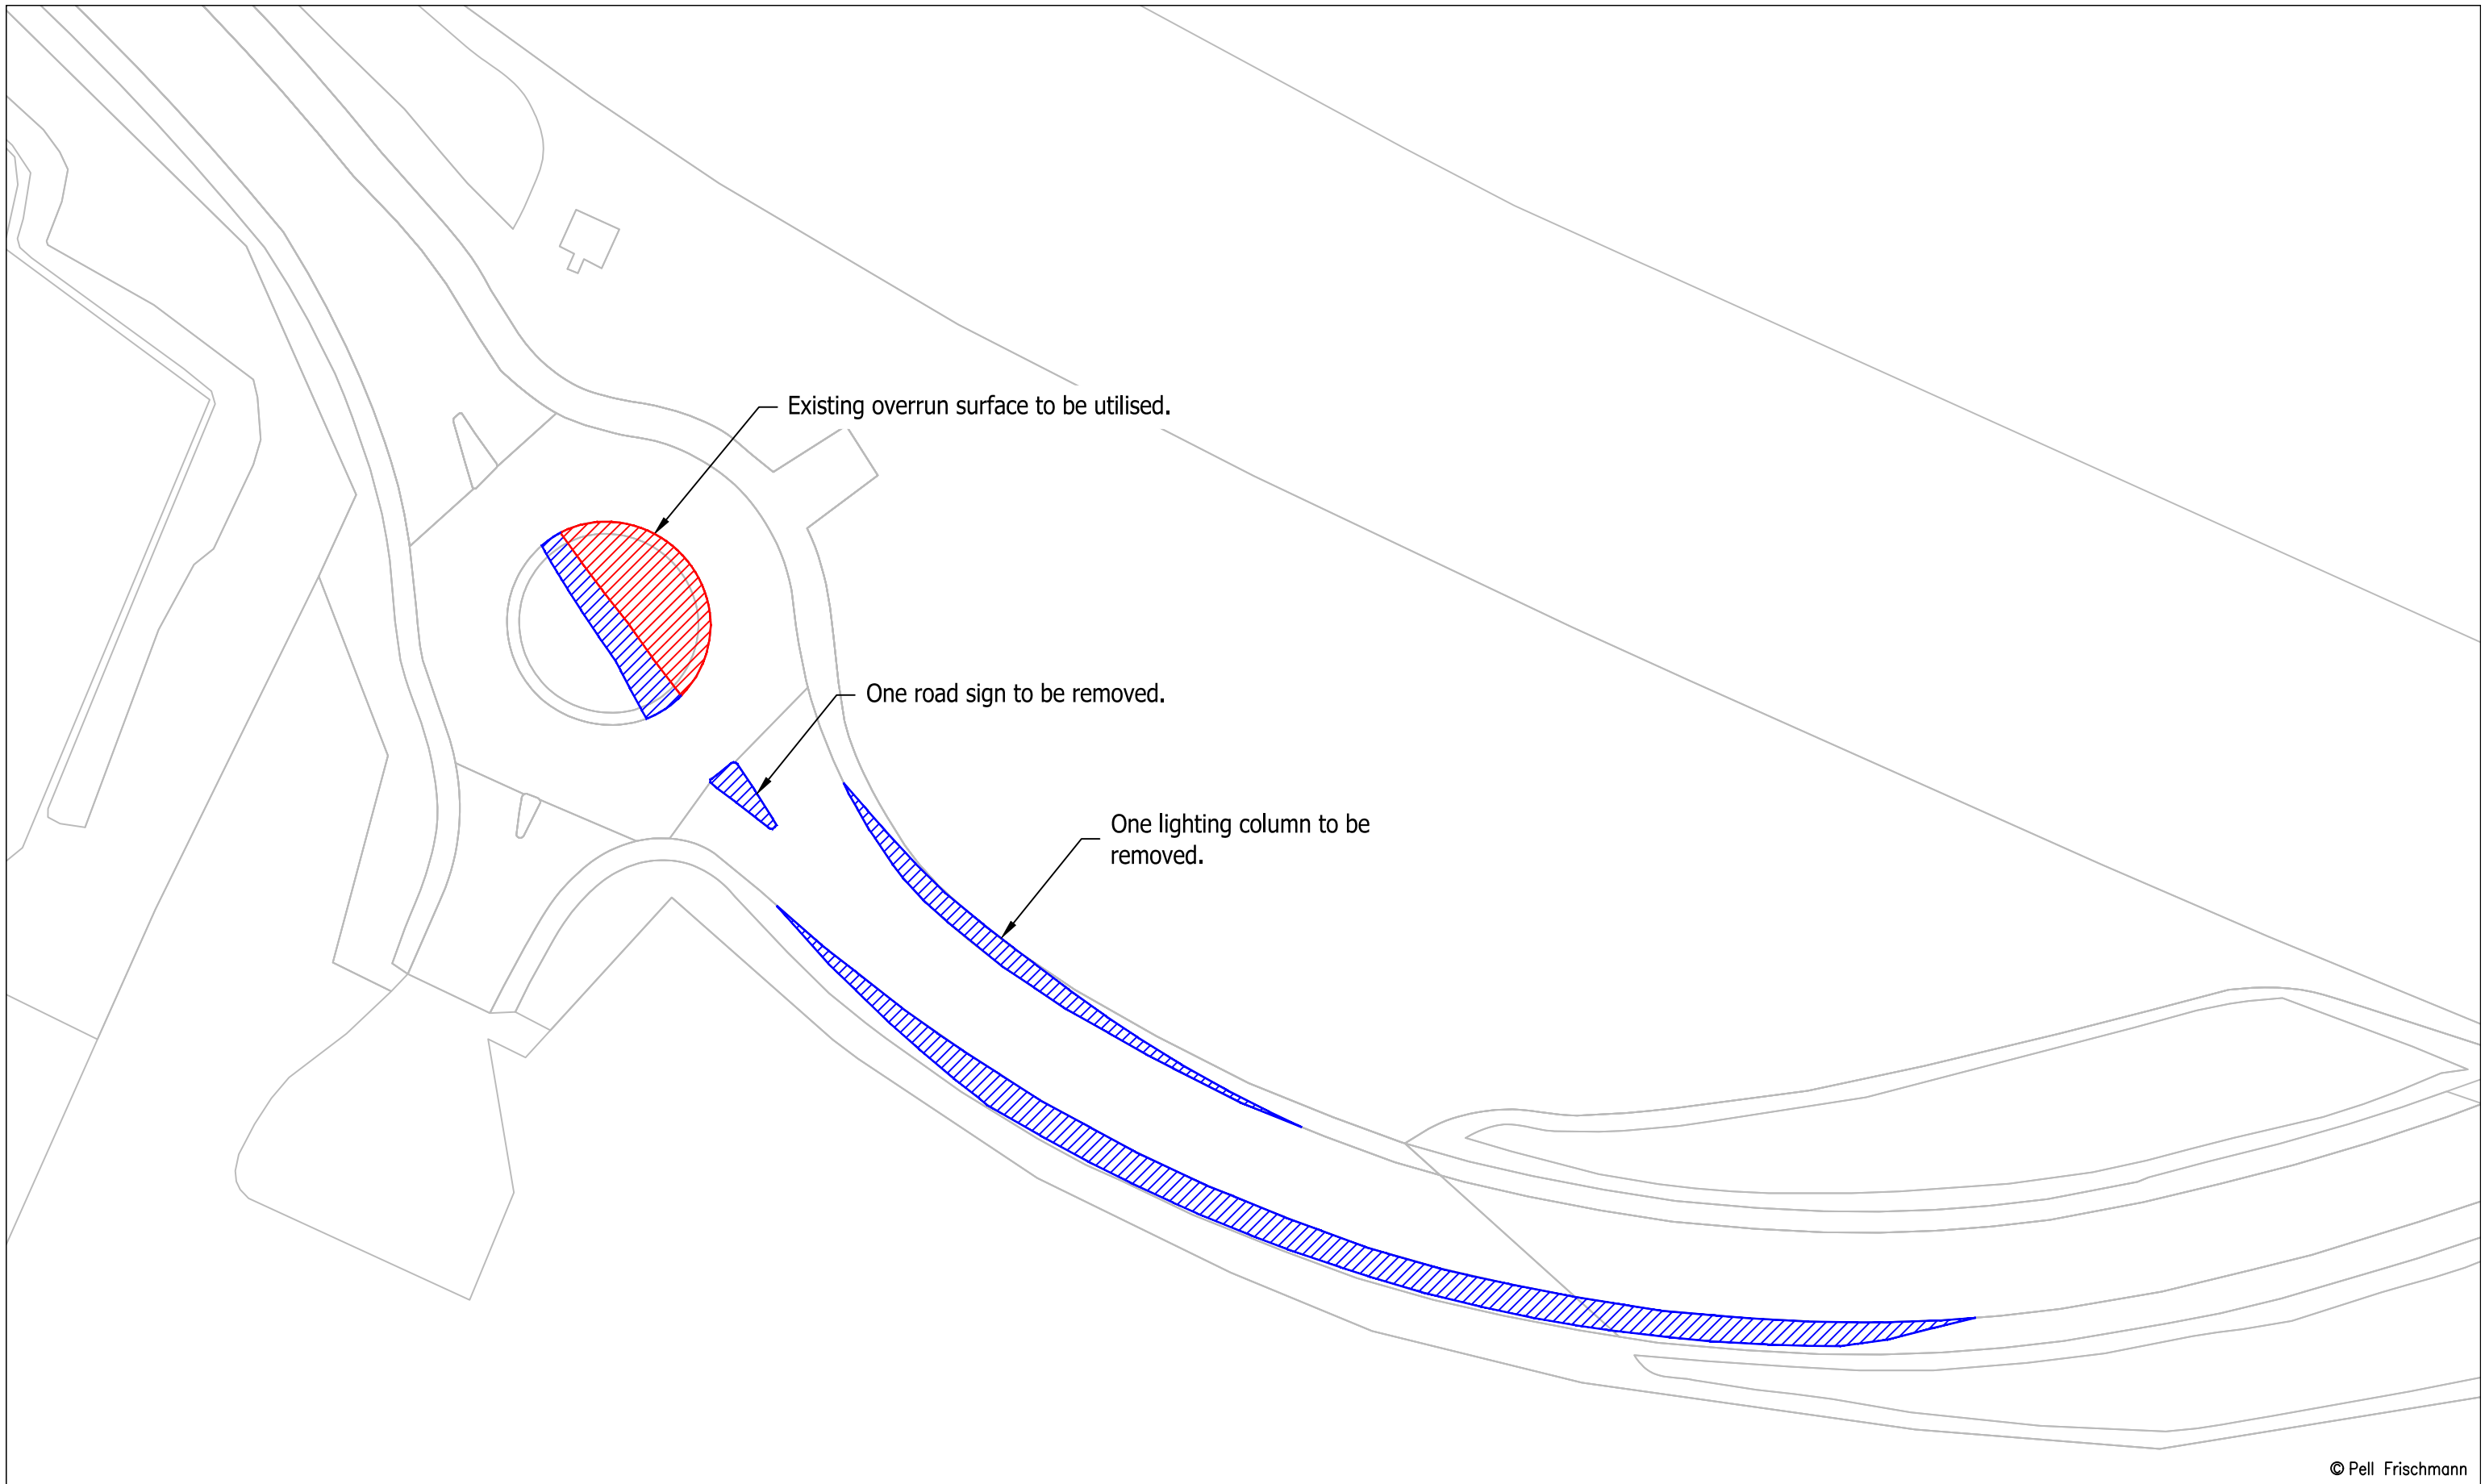 Existing overrun surface to be utilised.
One road sign to be removed.
One lighting column to be
removed.
© Pell Frischmann